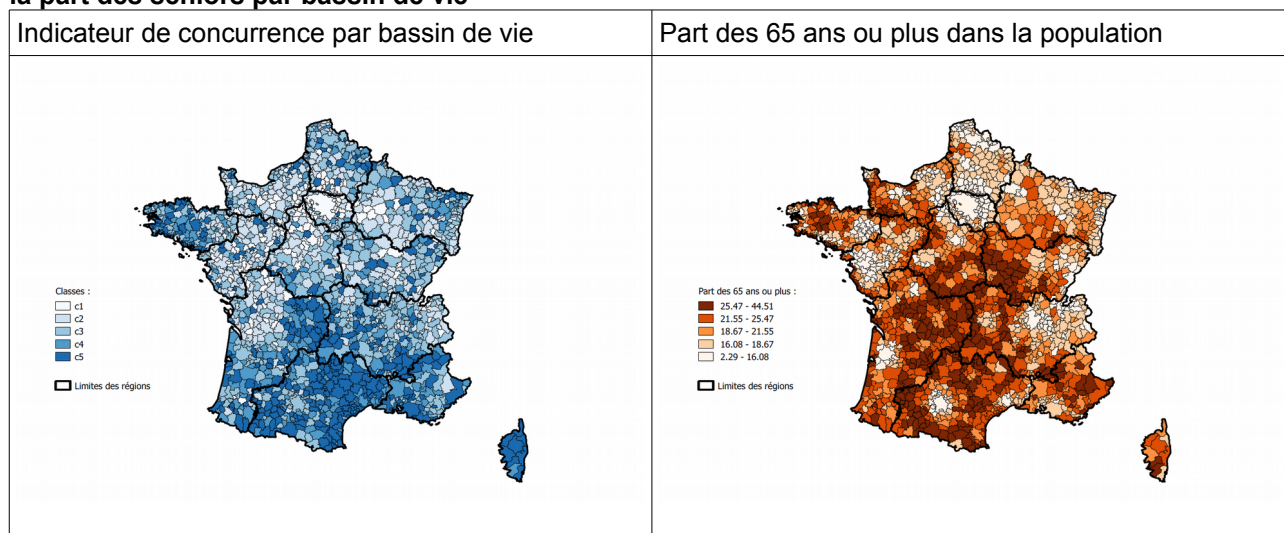 la part des seniors par bassin de vie
Indicateur de concurrence par bassin de vie
Part des 65 ans ou plus dans la population
Classes :
c1
c2
c3
c4
c5
Limites des régions
Part des 65 ans ou plus :
25.47 - 44.51
21.55 - 25.47
18.67 - 21.55
16.08 - 18.67
2.29 - 16.08
Limites des régions